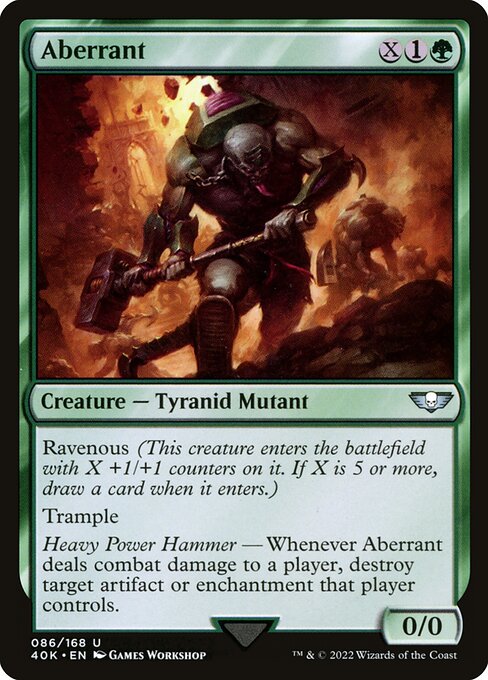 Aberrant X1
Creature — Tyranid Mutant
Ravenous (This creature enters the battlefield
with X +1/+1 counters on it. If X is 5 or more,
draw a card when it enters.)
Trample
Heavy Power Hammer — Whenever Aberrant
deals combat damage to a player, destroy
target artifact or enchantment that player
controls.
0/0
086/168 U
40K • EN Games Workshop
™ & © 2022 Wizards of the Coast